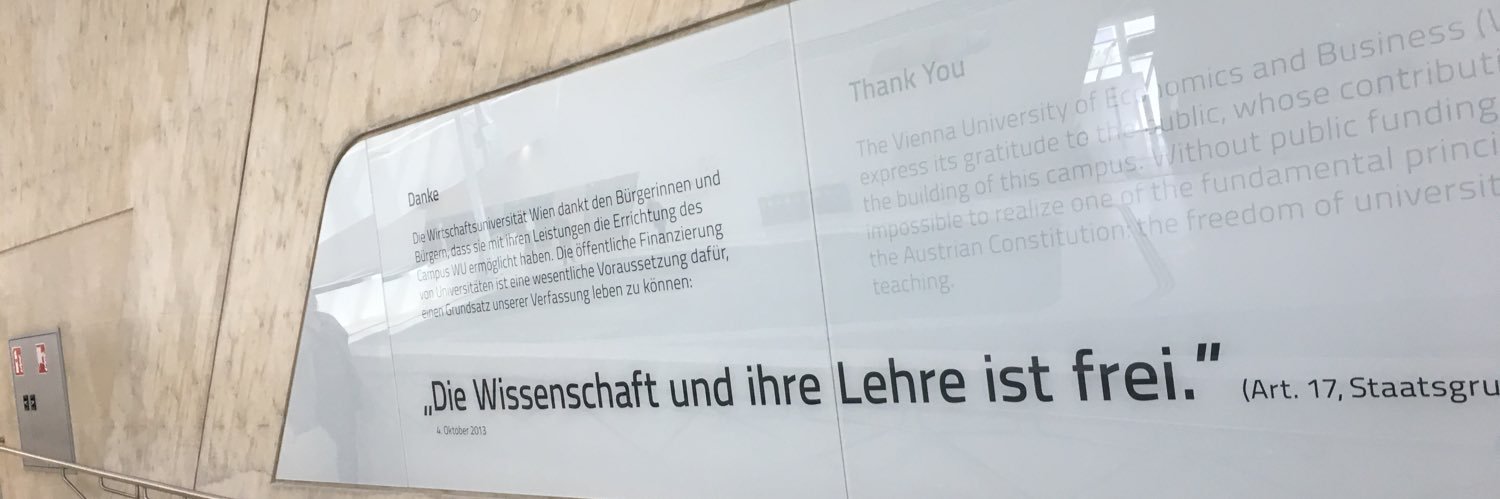 Danke
Die Wirtschaftsuniversität Wien dankt den Bürgerinnen und
Bürgern, dass sie mit ihren Leistungen die Errichtung des
Campus WU ermöglicht haben. Die öffentliche Finanzierung
von Universitäten ist eine wesentliche Voraussetzung dafür,
einen Grundsatz unserer Verfassung leben zu können:
Thank You
The Vienna University of Economics and Business (
express its gratitude to the public, whose contributi
the building of this campus. Without public funding
impossible to realize one of the fundamental princi
the Austrian Constitution: the freedom of universit
teaching.
„Die Wissenschaft und ihre Lehre ist frei." (Art. 17, Staatsgru
4. Oktober 2013